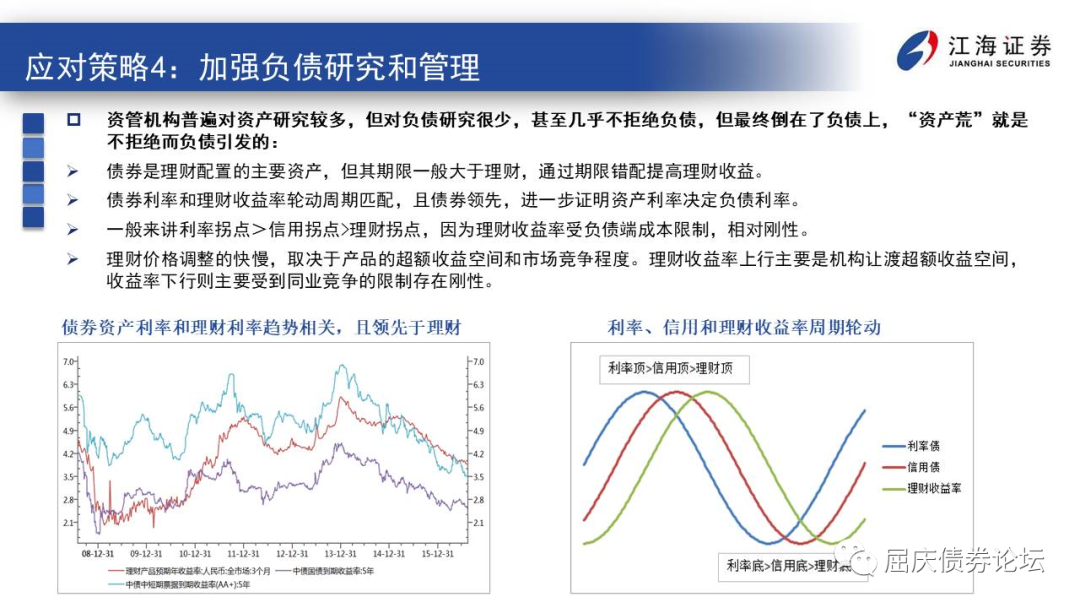 应对策略4：加强负债研究和管理
江海证券
JIANGHAI SECURITIES
资管机构普遍对资产研究较多，但对负债研究很少，甚至几乎不拒绝负债，但最终倒在了负债上，“资产荒”就是
不拒绝而负债引发的：
债券是理财配置的主要资产，但其期限一般大于理财，通过期限错配提高理财收益。
债券利率和理财收益率轮动周期匹配，且债券领先，进一步证明资产利率决定负债利率。
一般来讲利率拐点＞信用拐点>理财拐点，因为理财收益率受负债端成本限制，相对刚性。
理财价格调整的快慢，取决于产品的超额收益空间和市场竞争程度。理财收益率上行主要是机构让渡超额收益空间，
收益率下行则主要受到同业竞争的限制存在刚性。
债券资产利率和理财利率趋势相关，且领先于理财
7.0 7.0
6.3 6.3
5.6 5.6
4.9 4.9
4.2 4.2
3.5 3.5
2.8 2.8
2.1 2.1
08-12-31 09-12-31 10-12-31 11-12-31 12-12-31 13-12-31 14-12-31 15-12-31
理财产品预期年收益率:人民币:全市场:3个月 中债国债到期收益率:5年
中债中短期票据到期收益率(AA+):5年
利率、信用和理财收益率周期轮动
利率顶>信用顶>理财顶
利率债
信用债
理财收益率
利率底>信用底>理财
屈庆债券论坛